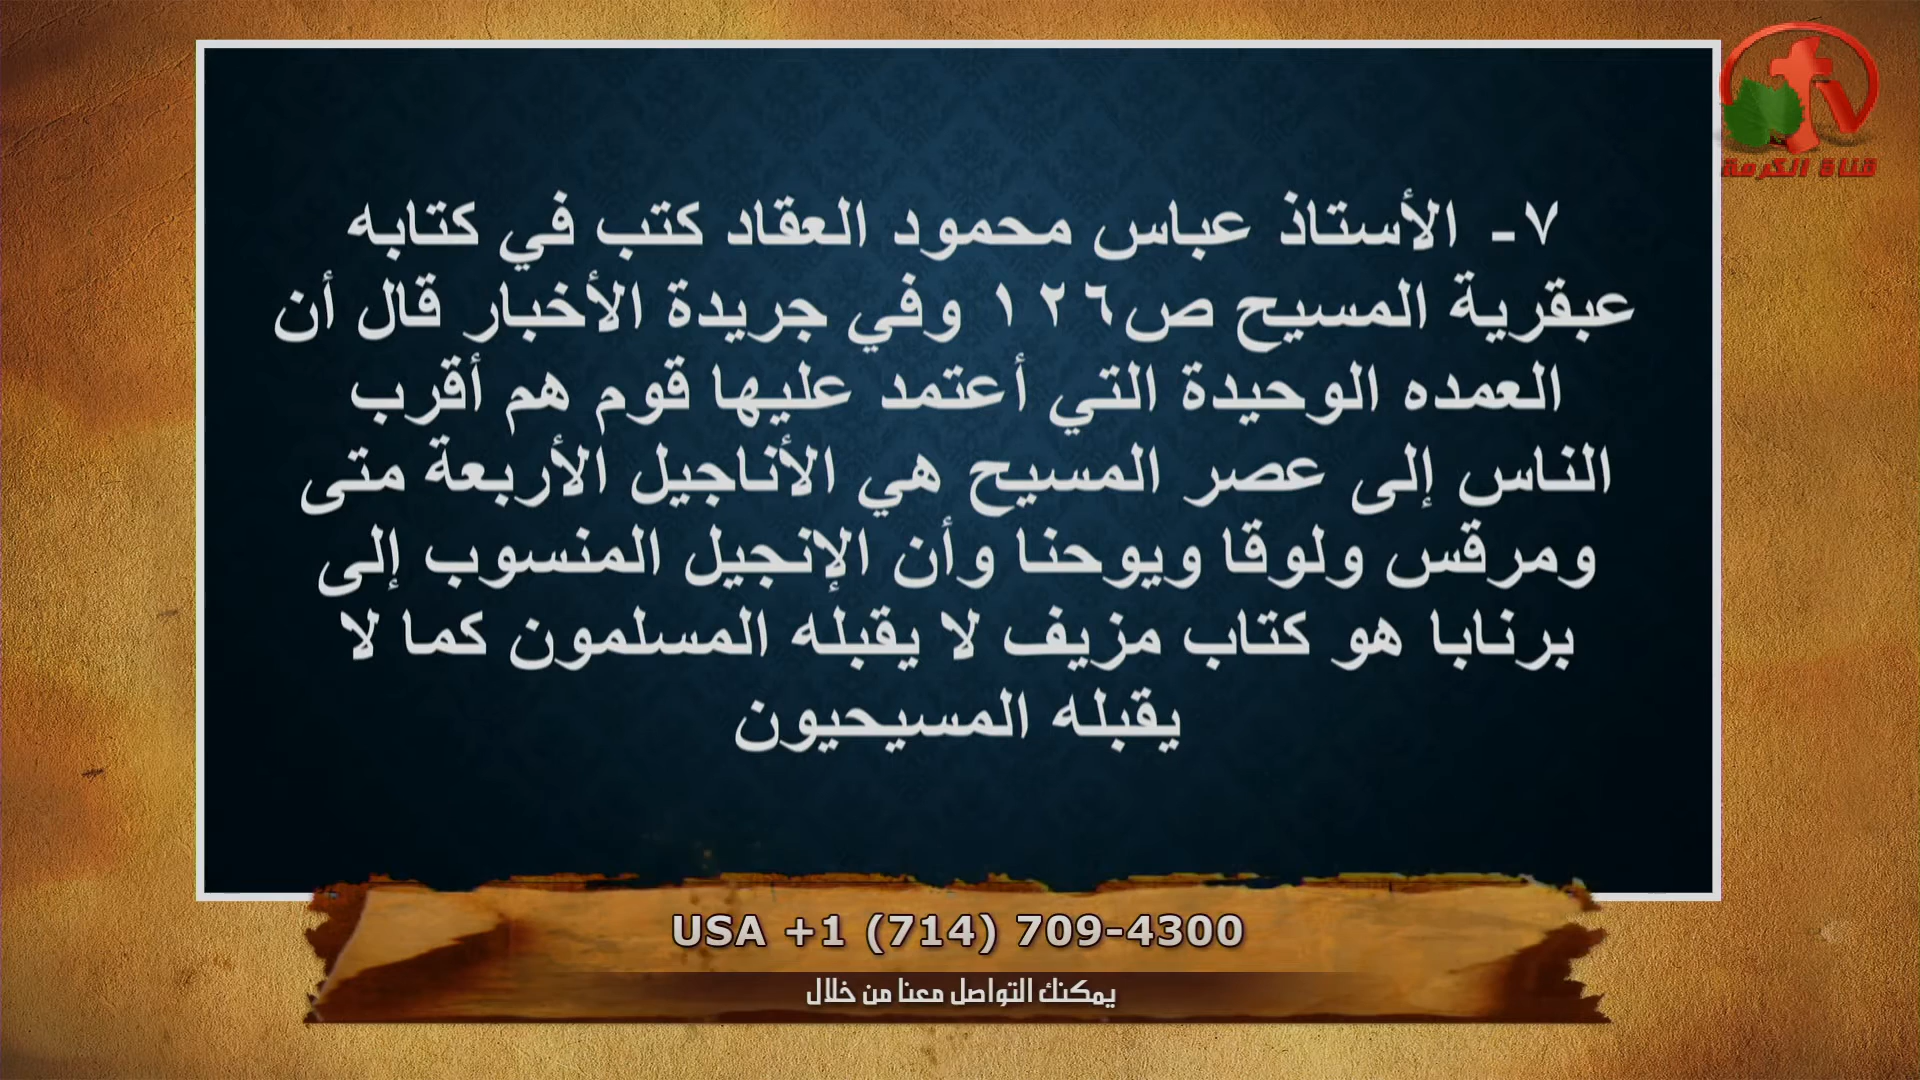 قناة الكرمة
٧- الأستاذ عباس محمود العقاد كتب في كتابه
عبقرية المسيح ص١٢٦ وفي جريدة الأخبار قال أن
العمده الوحيدة التي أعتمد عليها قوم هم أقرب
الناس إلى عصر المسيح هي الأناجيل الأربعة متى
ومرقس ولوقا ويوحنا وأن الإنجيل المنسوب إلى
برنابا هو كتاب مزيف لا يقبله المسلمون كما لا
يقبله المسيحيون
USA +1 (714) 709-4300
يمكنك التواصل معنا من خلال